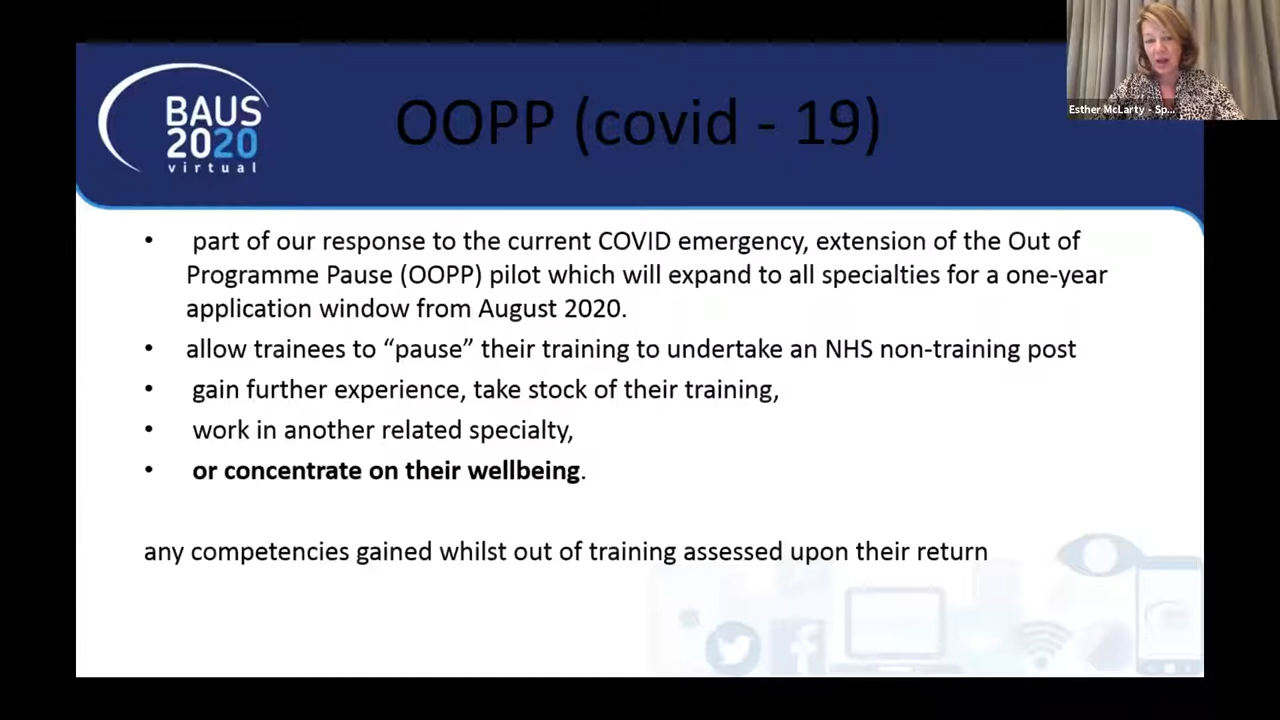 BAUS
2020
virtual
OOPP (covid - 19)
Esther McLarty - Sp...
• part of our response to the current COVID emergency, extension of the Out of
Programme Pause (OOPP) pilot which will expand to all specialties for a one-year
application window from August 2020.
• allow trainees to “pause” their training to undertake an NHS non-training post
• gain further experience, take stock of their training,
• work in another related specialty,
• or concentrate on their wellbeing.
any competencies gained whilst out of training assessed upon their return